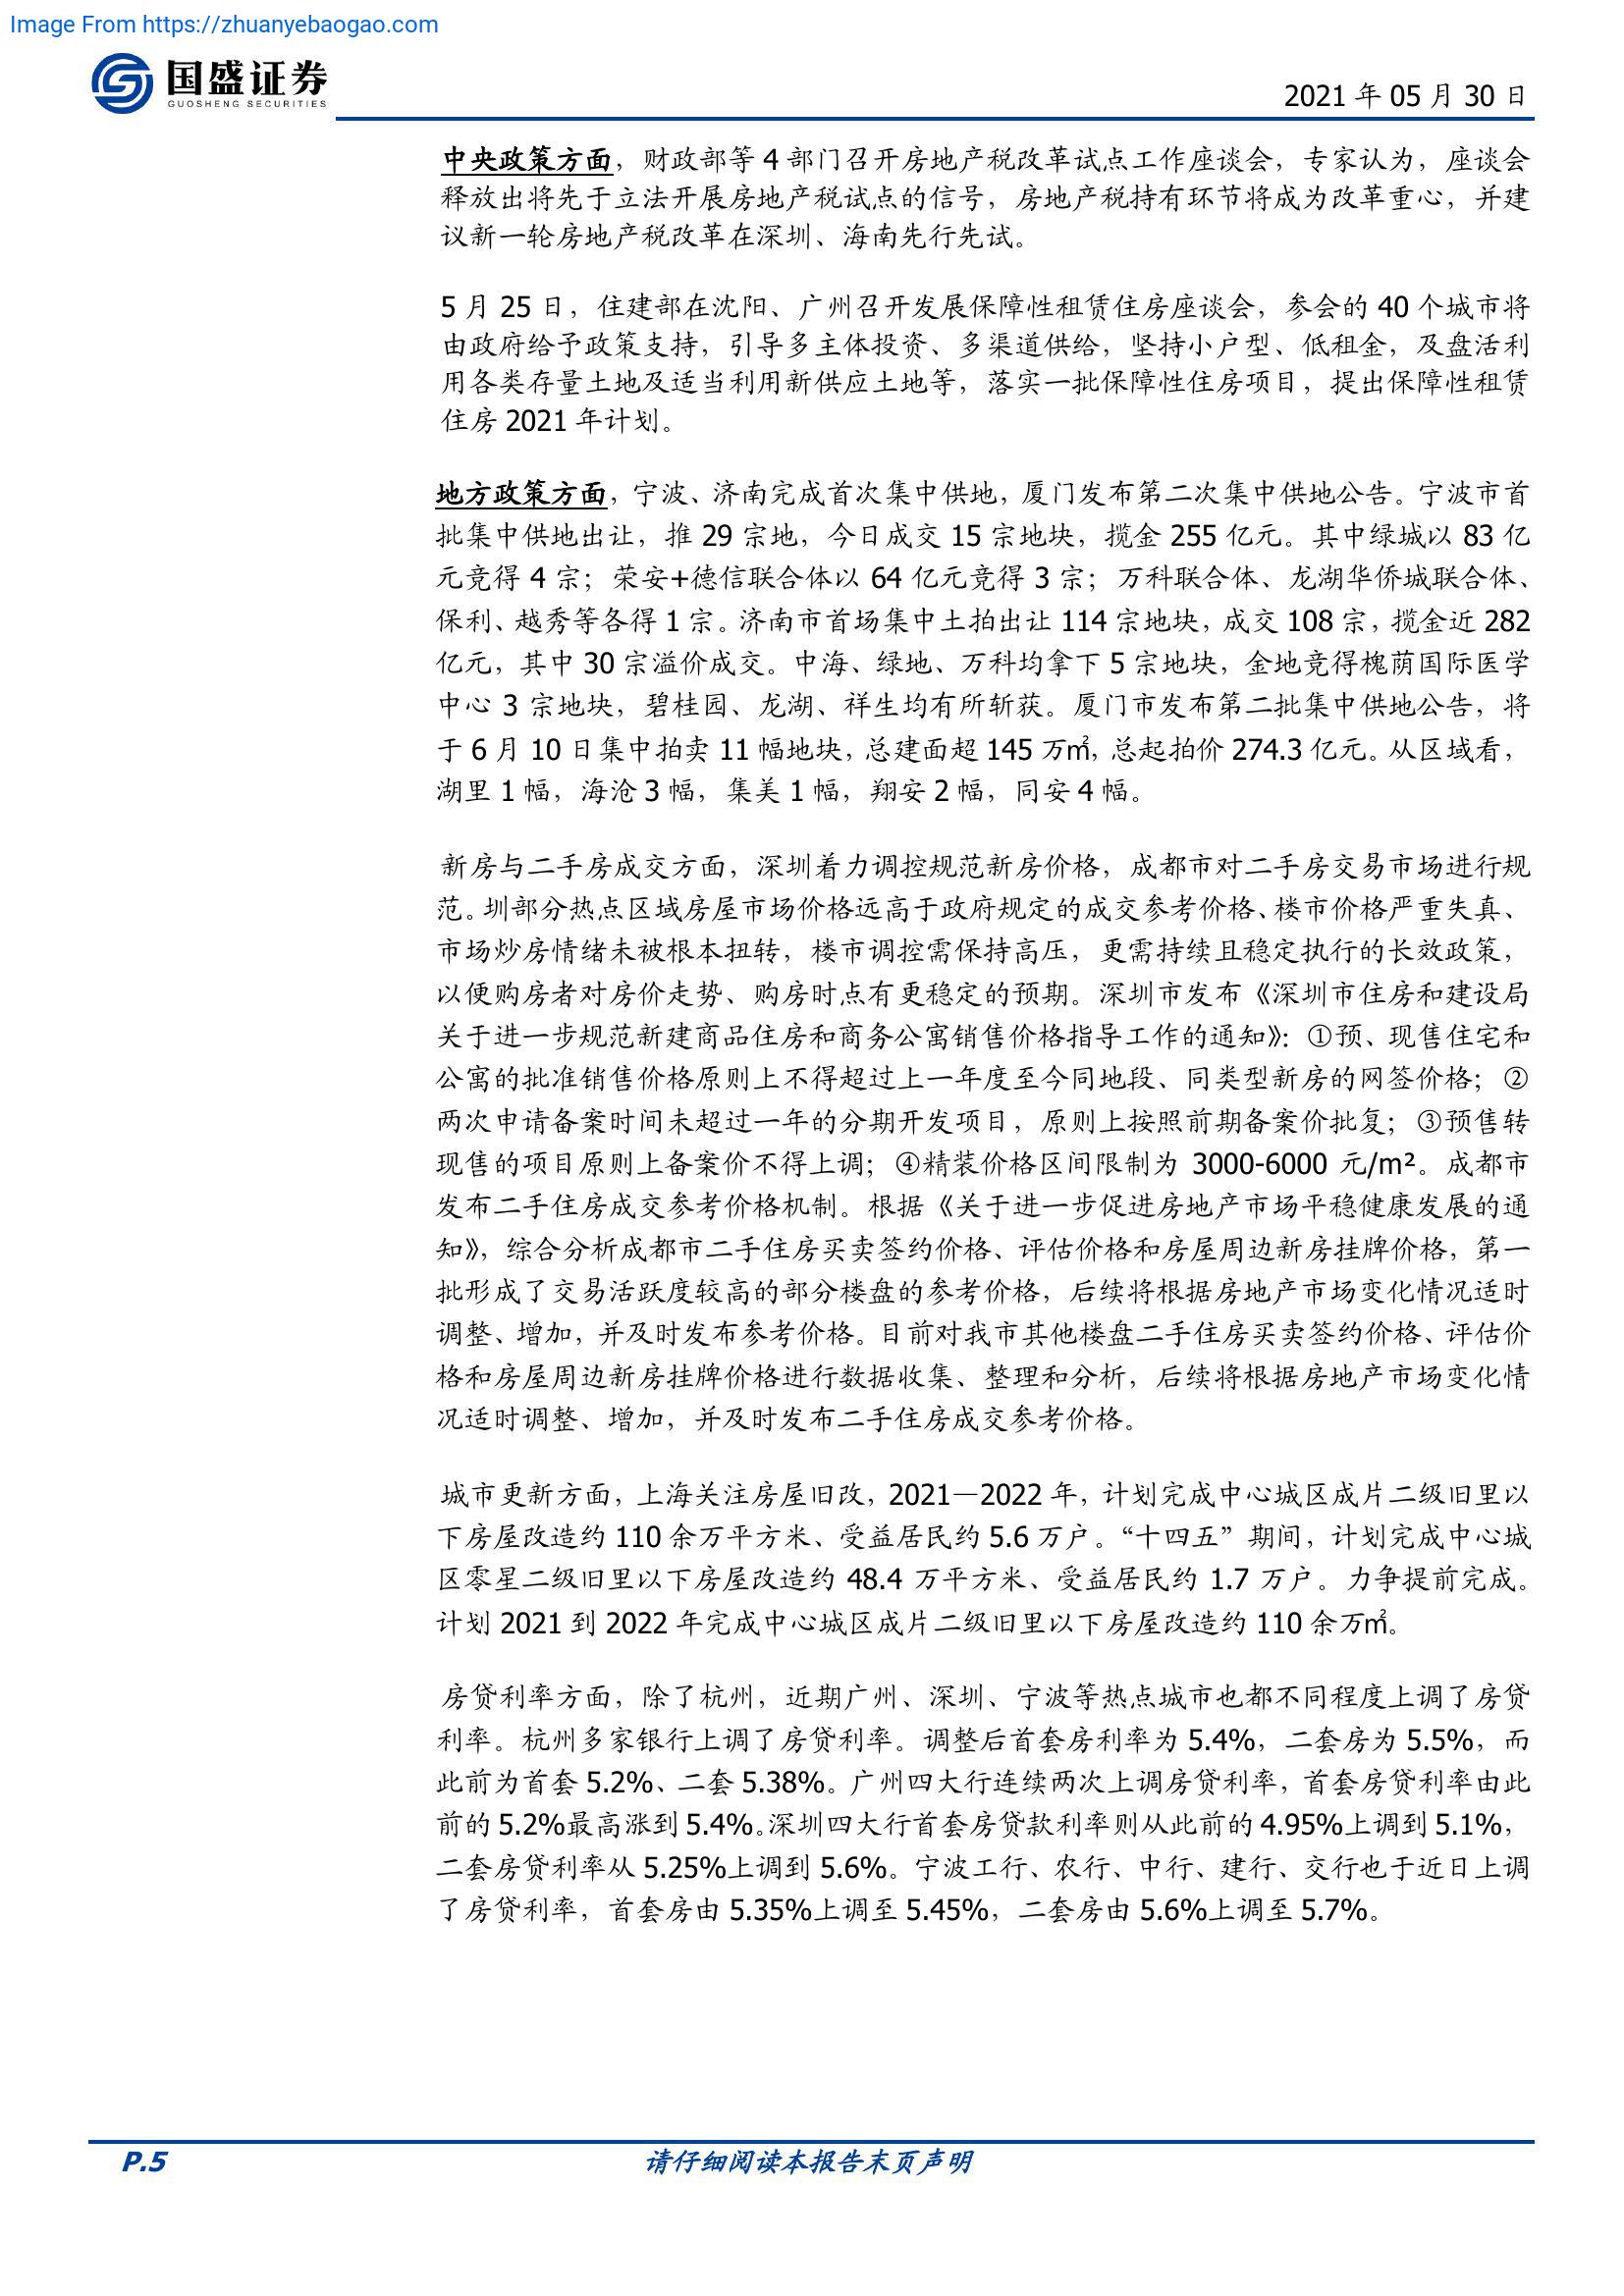 Image From https://zhuanyebaogao.com
国盛证券
GUOSHENG SECURITIES
2021 年 05 月 30 日
中央政策方面，财政部等 4 部门召开房地产税改革试点工作座谈会，专家认为，座谈会
释放出将先于立法开展房地产税试点的信号，房地产税持有环节将成为改革重心，并建
议新一轮房地产税改革在深圳、海南先行先试。
5 月 25 日，住建部在沈阳、广州召开发展保障性租赁住房座谈会，参会的 40 个城市将
由政府给予政策支持，引导多主体投资、多渠道供给，坚持小户型、低租金，及盘活利
用各类存量土地及适当利用新供应土地等，落实一批保障性住房项目，提出保障性租赁
住房 2021 年计划。
地方政策方面，宁波、济南完成首次集中供地，厦门发布第二次集中供地公告。宁波市首
批集中供地出让，推 29 宗地，今日成交 15 宗地块，揽金 255 亿元。其中绿城以 83 亿
元竞得 4 宗；荣安+德信联合体以 64 亿元竞得 3 宗；万科联合体、龙湖华侨城联合体、
保利、越秀等各得 1 宗。济南市首场集中土拍出让 114 宗地块，成交 108 宗，揽金近 282
亿元，其中 30 宗溢价成交。中海、绿地、万科均拿下 5 宗地块，金地竞得槐荫国际医学
中心 3 宗地块，碧桂园、龙湖、祥生均有所斩获。厦门市发布第二批集中供地公告，将
于 6 月 10 日集中拍卖 11 幅地块，总建面超 145 万㎡，总起拍价 274.3 亿元。从区域看，
湖里 1 幅，海沧 3 幅，集美 1 幅，翔安 2 幅，同安 4 幅。
新房与二手房成交方面，深圳着力调控规范新房价格，成都市对二手房交易市场进行规
范。圳部分热点区域房屋市场价格远高于政府规定的成交参考价格、楼市价格严重失真、
市场炒房情绪未被根本扭转，楼市调控需保持高压，更需持续且稳定执行的长效政策，
以便购房者对房价走势、购房时点有更稳定的预期。深圳市发布《深圳市住房和建设局
关于进一步规范新建商品住房和商务公寓销售价格指导工作的通知》：①预、现售住宅和
公寓的批准销售价格原则上不得超过上一年度至今同地段、同类型新房的网签价格；②
两次申请备案时间未超过一年的分期开发项目，原则上按照前期备案价批复；③预售转
现售的项目原则上备案价不得上调；④精装价格区间限制为 3000-6000 元/m²。成都市
发布二手住房成交参考价格机制。根据《关于进一步促进房地产市场平稳健康发展的通
知》，综合分析成都市二手住房买卖签约价格、评估价格和房屋周边新房挂牌价格，第一
批形成了交易活跃度较高的部分楼盘的参考价格，后续将根据房地产市场变化情况适时
调整、增加，并及时发布参考价格。目前对我市其他楼盘二手住房买卖签约价格、评估价
格和房屋周边新房挂牌价格进行数据收集、整理和分析，后续将根据房地产市场变化情
况适时调整、增加，并及时发布二手住房成交参考价格。
城市更新方面，上海关注房屋旧改，2021—2022 年，计划完成中心城区成片二级旧里以
下房屋改造约 110 余万平方米、受益居民约 5.6 万户。“十四五”期间，计划完成中心城
区零星二级旧里以下房屋改造约 48.4 万平方米、受益居民约 1.7 万户。力争提前完成。
计划 2021 到 2022 年完成中心城区成片二级旧里以下房屋改造约 110 余万㎡。
房贷利率方面，除了杭州，近期广州、深圳、宁波等热点城市也都不同程度上调了房贷
利率。杭州多家银行上调了房贷利率。调整后首套房利率为 5.4%，二套房为 5.5%，而
此前为首套 5.2%、二套 5.38%。广州四大行连续两次上调房贷利率，首套房贷利率由此
前的 5.2%最高涨到 5.4%。深圳四大行首套房贷款利率则从此前的 4.95%上调到 5.1%，
二套房贷利率从 5.25%上调到 5.6%。宁波工行、农行、中行、建行、交行也于近日上调
了房贷利率，首套房由 5.35%上调至 5.45%，二套房由 5.6%上调至 5.7%。
P.5
请仔细阅读本报告末页声明